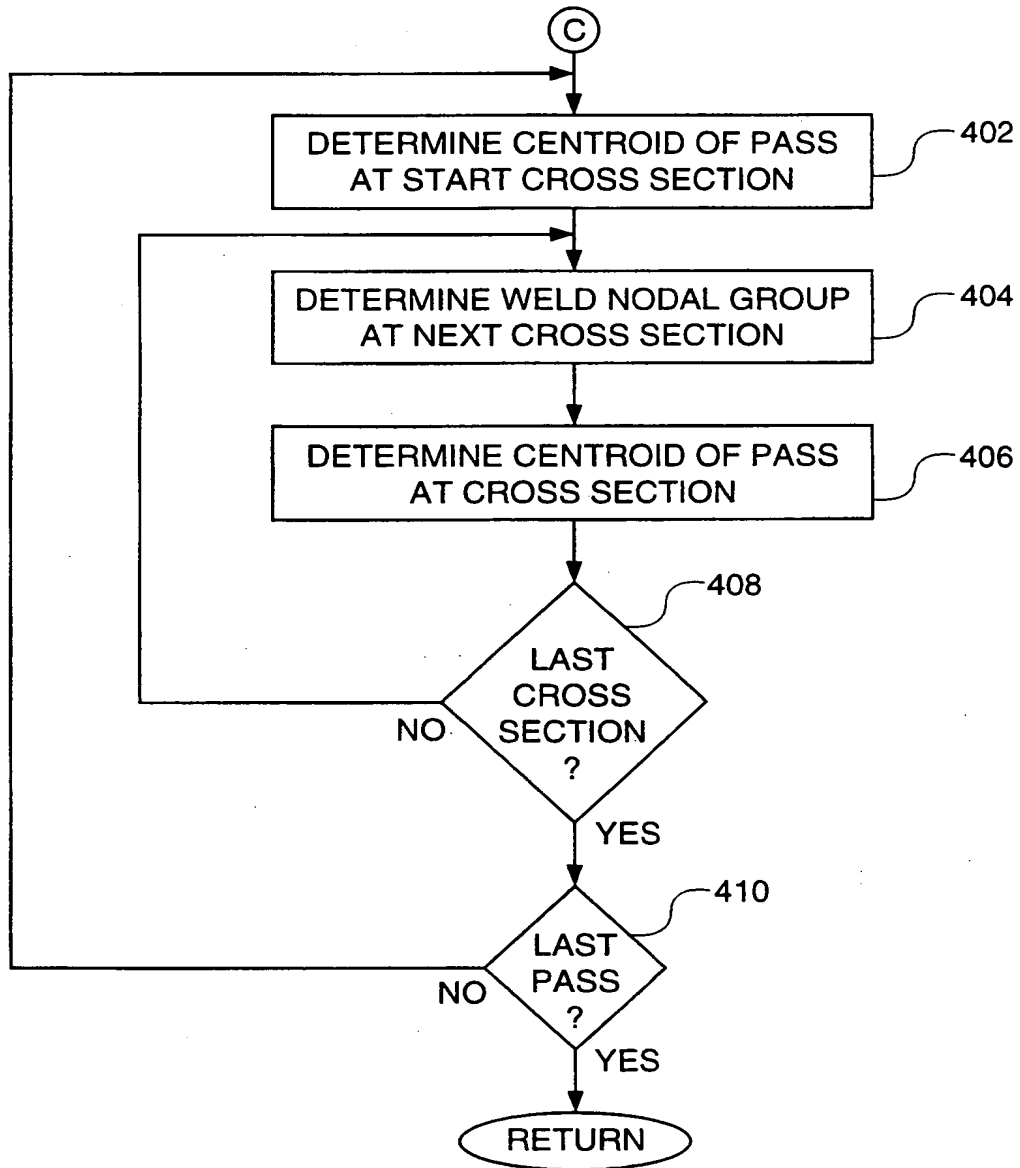 C
DETERMINE CENTROID OF PASS
AT START CROSS SECTION
402
DETERMINE WELD NODAL GROUP
AT NEXT CROSS SECTION
404
DETERMINE CENTROID OF PASS
AT CROSS SECTION
406
408
LAST
CROSS
SECTION
?
NO
YES
410
LAST
PASS
?
NO
YES
RETURN